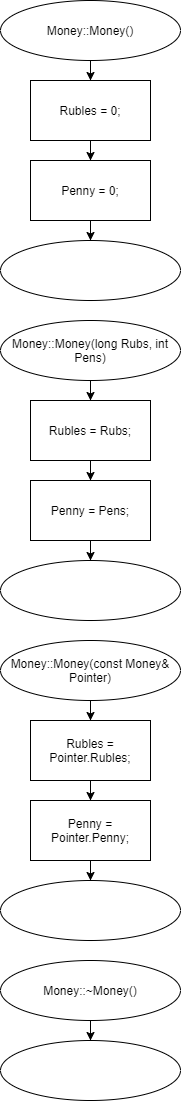 Money::Money()
Rubles = 0;
Penny = 0;
Money::Money(long Rubs, int
Pens)
Rubles = Rubs;
Penny = Pens;
Money::Money(const Money&
Pointer)
Rubles =
Pointer.Rubles;
Penny =
Pointer.Penny;
Money::~Money()